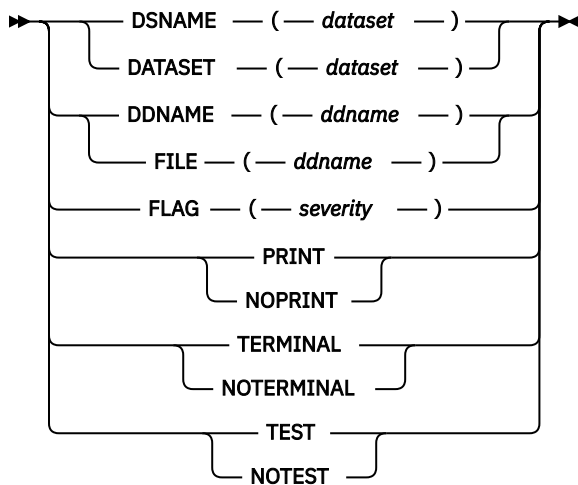 DSNAME ( dataset )
DATASET ( dataset )
DDNAME ( ddname )
FILE ( ddname )
FLAG ( severity )
PRINT
NOPRINT
TERMINAL
NOTERMINAL
TEST
NOTEST